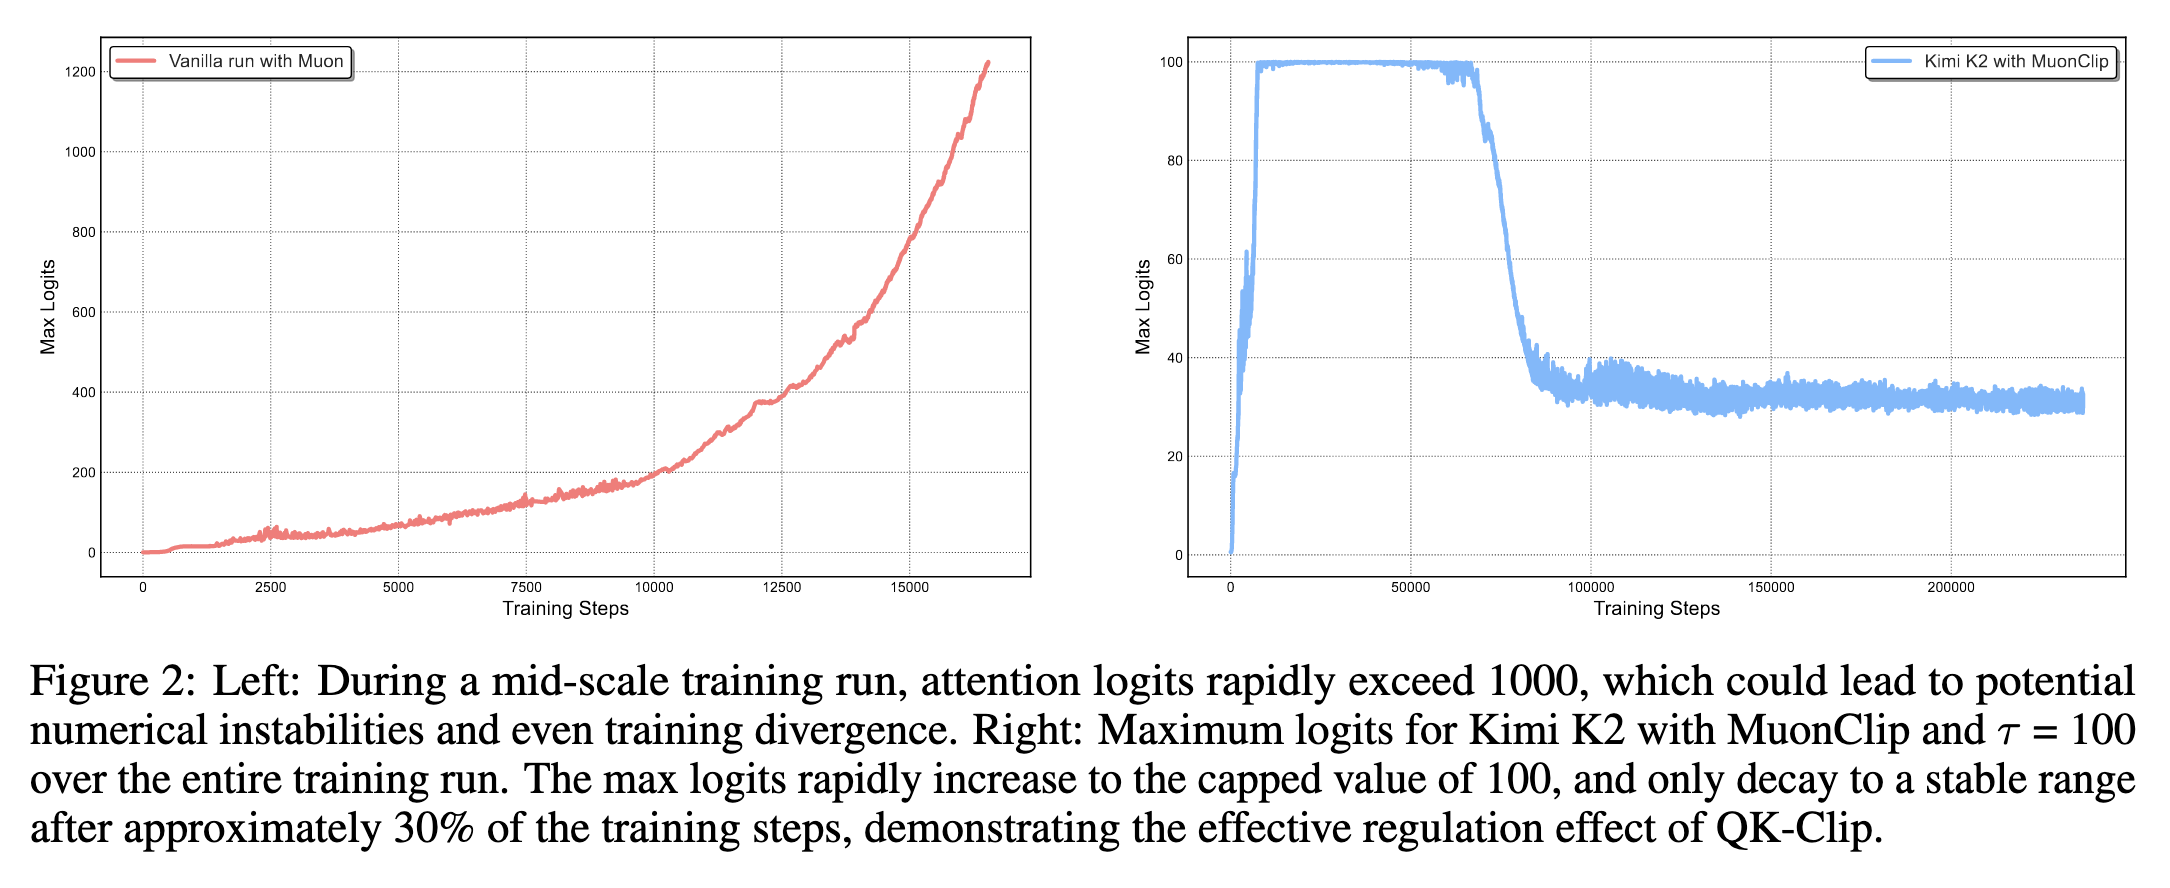 Vanilla run with Muon
1200
1000
800
600
400
200
0
Max Logits
0 2500 5000 7500 10000 12500 15000
Training Steps
Kimi K2 with MuonClip
100
80
60
40
20
0
Max Logits
0 50000 100000 150000 200000
Training Steps
Figure 2: Left: During a mid-scale training run, attention logits rapidly exceed 1000, which could lead to potential
numerical instabilities and even training divergence. Right: Maximum logits for Kimi K2 with MuonClip and τ = 100
over the entire training run. The max logits rapidly increase to the capped value of 100, and only decay to a stable range
after approximately 30% of the training steps, demonstrating the effective regulation effect of QK-Clip.